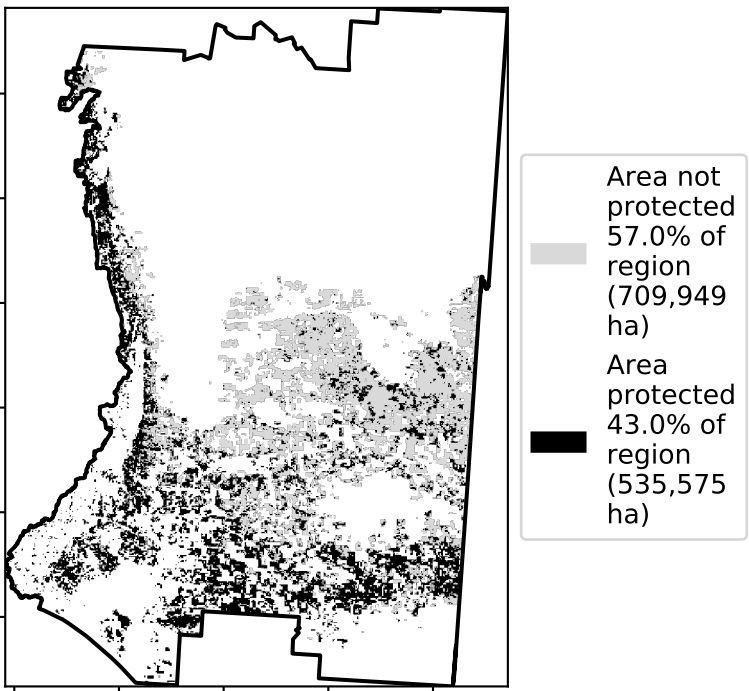 Area not
protected
57.0% of
region
(709,949
ha)
Area
protected
43.0% of
region
(535,575
ha)